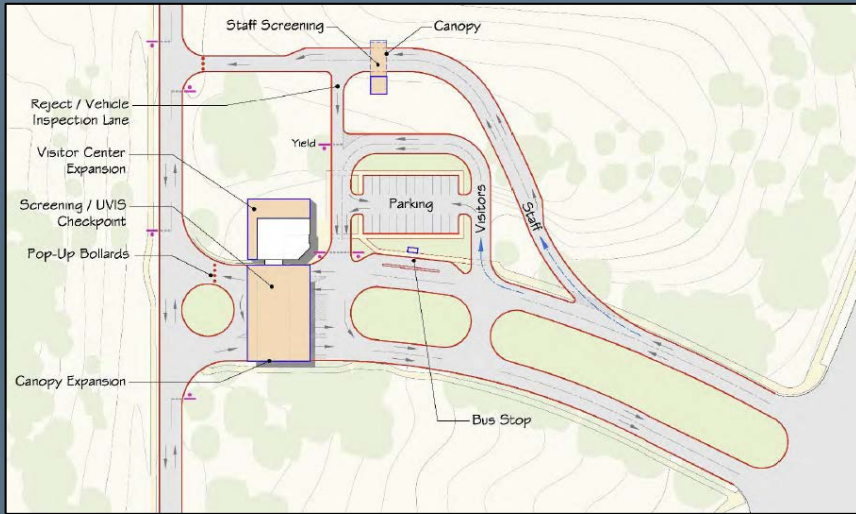 Staff Screening
Canopy
Reject / Vehicle
Inspection Lane
Yield
Visitor Center
Expansion
Screening / UVIS
Checkpoint
Parking
Visitors
Staff
Pop-Up Bollards
Canopy Expansion
Bus Stop